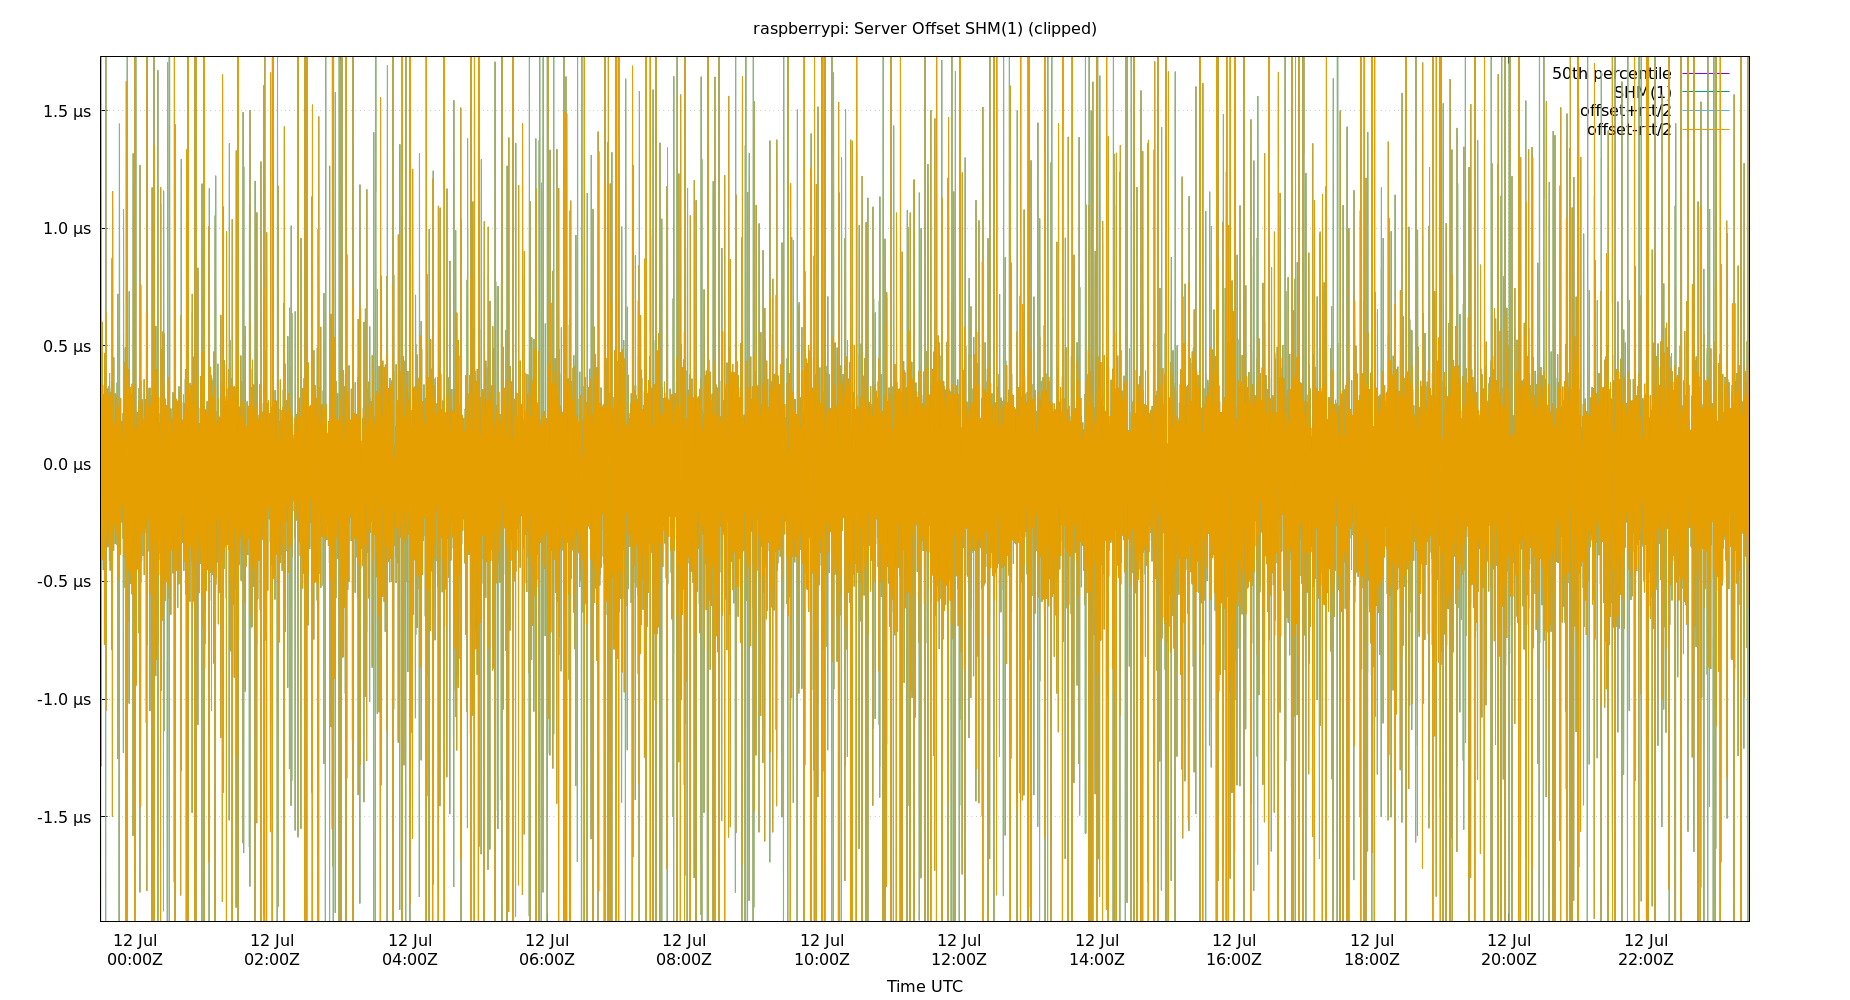 raspberrypi: Server Offset SHM(1) (clipped)
50th percentile
SHM(1)
offset+rtt/2
offset-rtt/2
1.5 µs
1.0 µs
0.5 µs
0.0 µs
-0.5 µs
-1.0 µs
-1.5 µs
12 Jul 12 Jul 12 Jul 12 Jul 12 Jul 12 Jul 12 Jul 12 Jul 12 Jul 12 Jul 12 Jul 12 Jul
00:00Z 02:00Z 04:00Z 06:00Z 08:00Z 10:00Z 12:00Z 14:00Z 16:00Z 18:00Z 20:00Z 22:00Z
Time UTC